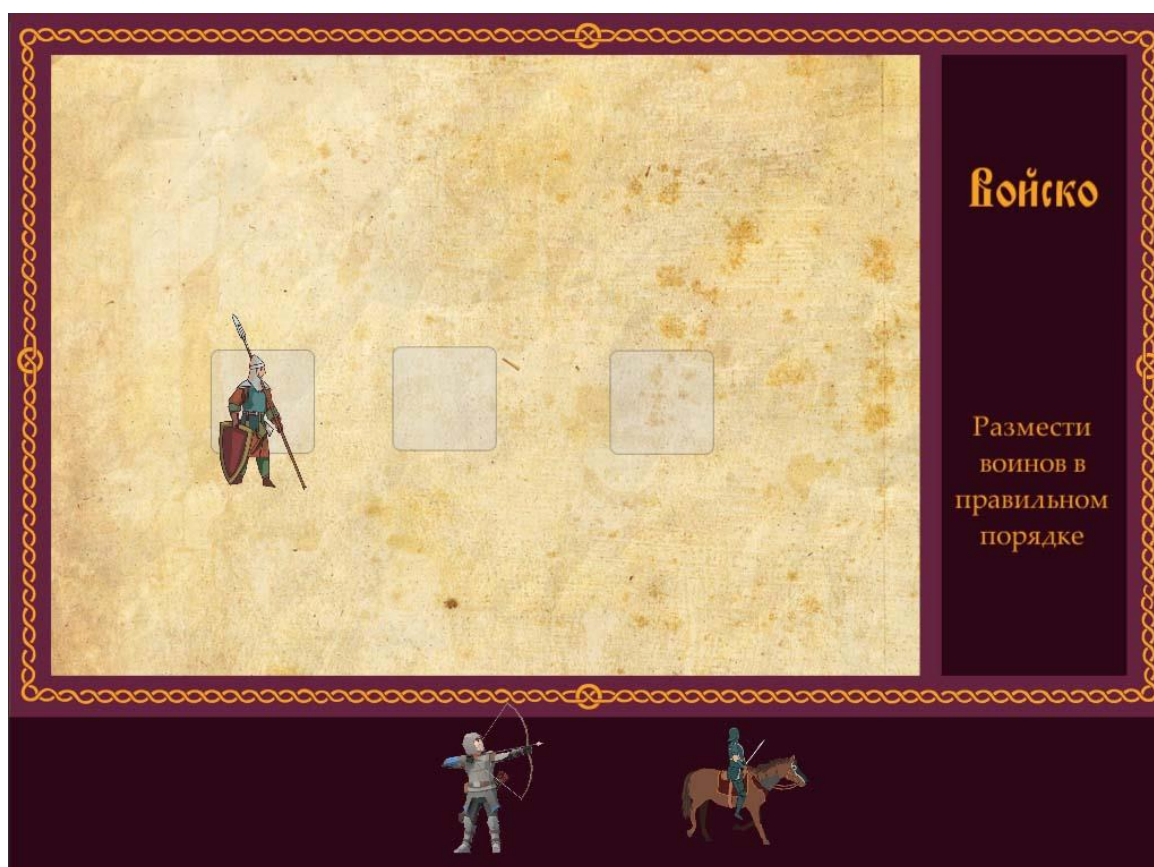 Войско
Размести
воинов в
правильном
порядке